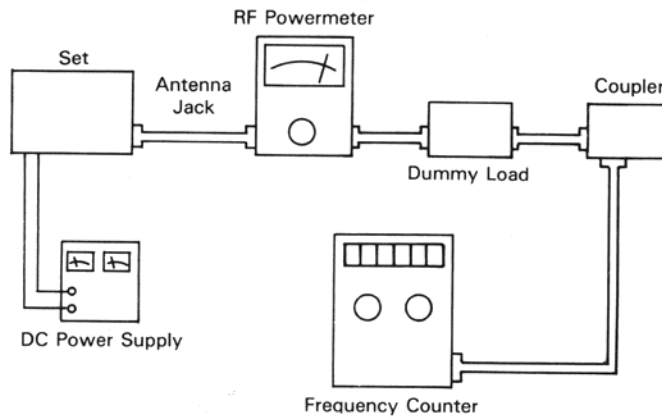 RF Powermeter
Set
Antenna
Jack
Coupler
Dummy Load
DC Power Supply
Frequency Counter